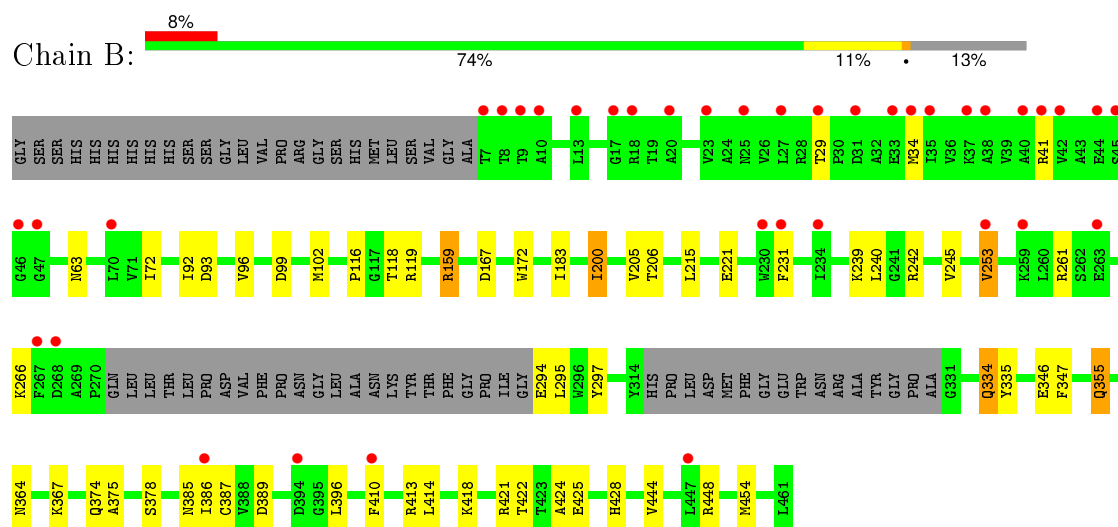 8%
Chain B:
74% 11% • 13%
GLY SER SER HIS HIS HIS HIS HIS HIS SER SER GLY LEU VAL PRO ARG GLY SER HIS MET LEU SER VAL GLY ALA T7 T8 T9 A10 L13 G17 R18 T19 A20 V23 A24 N25 V26 L27 R28 T29 P30 D31 A32 E33 M34 I35 V36 K37 A38 V39 A40 R41 V42 A43 E44 S45
G46 G47 N63 L70 V71 I72 I92 D93 V96 D99 M102 P116 G117 T118 R119 R159 D167 W172 I183 I200 V205 T206 L215 E221 W230 F231 I234 K239 L240 G241 R242 V245 V253 K259 L260 R261 S262 E263
K266 F267 D268 A269 P270 GLN LEU LEU THR LEU PRO ASP VAL PHE PRO ASN GLY LEU ALA ASN LYS TYR THR PHE GLY PRO ILE GLY E294 L295 W296 Y297 Y314 HIS PRO LEU ASP MET PHE GLY GLU TRP ASN ARG ALA TYR GLY PRO ALA G331 Q334 Y335 E346 F347 Q355
N364 K367 Q374 A375 S378 N385 I386 C387 V388 D389 D394 G395 L396 F410 R413 L414 K418 R421 T422 T423 A424 E425 H428 V444 L447 R448 M454 L461